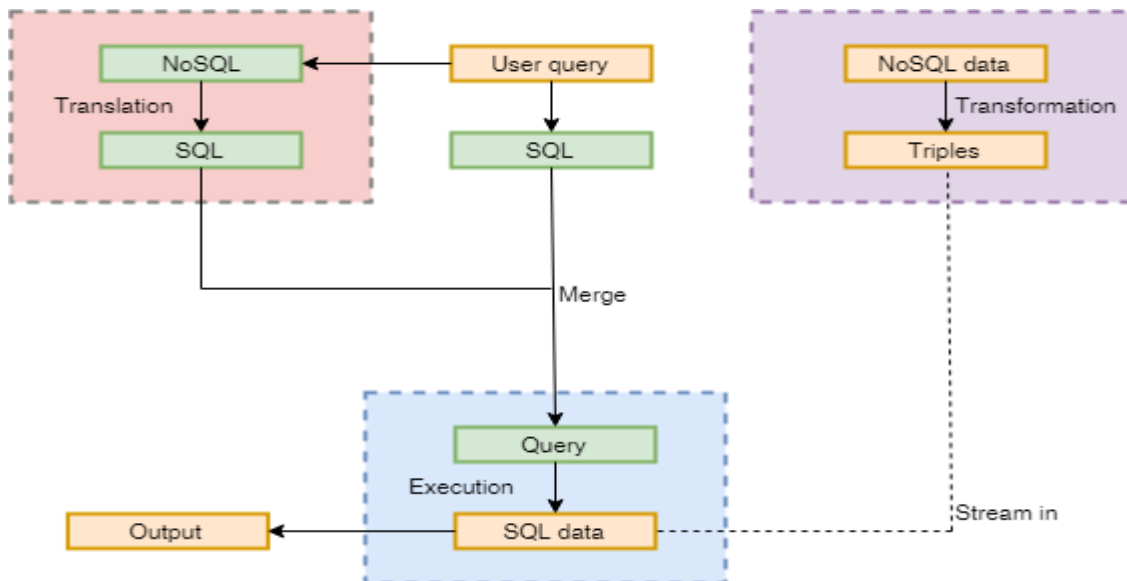 NoSQL
User query
NoSQL data
Translation
Transformation
SQL
SQL
Triples
Merge
Query
Execution
Output
SQL data
Stream in